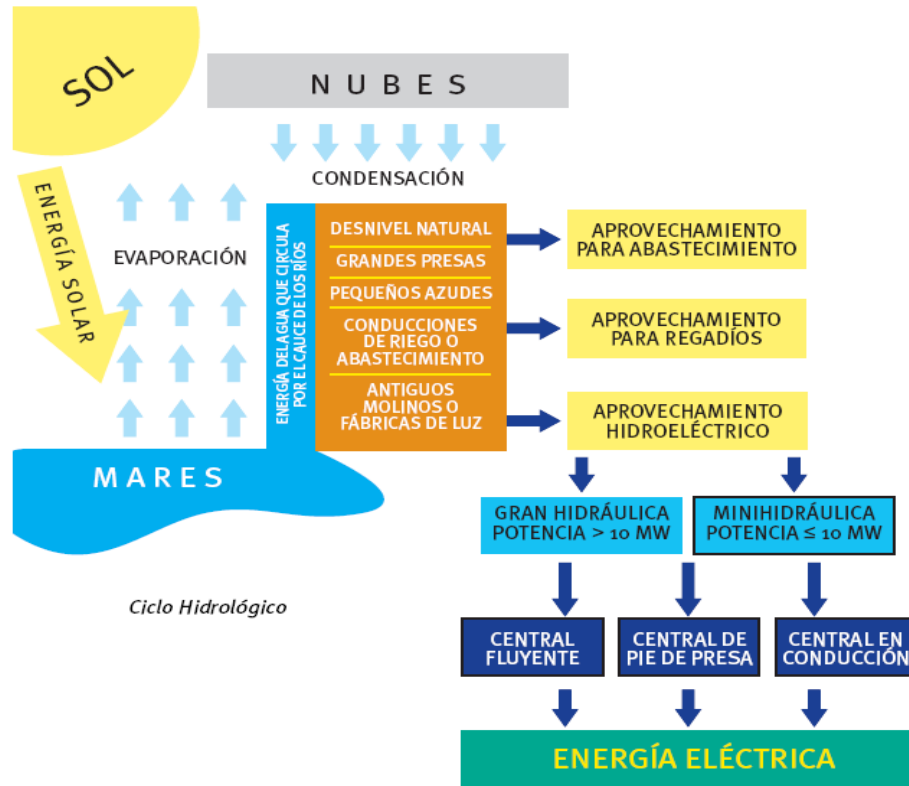 SOL
NUBES
CONDENSACIÓN
ENERGÍA SOLAR
EVAPORACIÓN
ENERGÍA DEL AGUA QUE CIRCULA
POR EL CAUCE DE LOS RÍOS
DESNIVEL NATURAL
GRANDES PRESAS
PEQUEÑOS AZUDES
CONDUCCIONES
DE RIEGO O
ABASTECIMIENTO
ANTIGUOS
MOLINOS O
FÁBRICAS DE LUZ
APROVECHAMIENTO
PARA ABASTECIMIENTO
APROVECHAMIENTO
PARA REGADÍOS
APROVECHAMIENTO
HIDROELÉCTRICO
MARES
GRAN HIDRÁULICA
POTENCIA > 10 MW
MINIHIDRÁULICA
POTENCIA ≤ 10 MW
Ciclo Hidrológico
CENTRAL
FLUYENTE
CENTRAL DE
PIE DE PRESA
CENTRAL EN
CONDUCCIÓN
ENERGÍA ELÉCTRICA